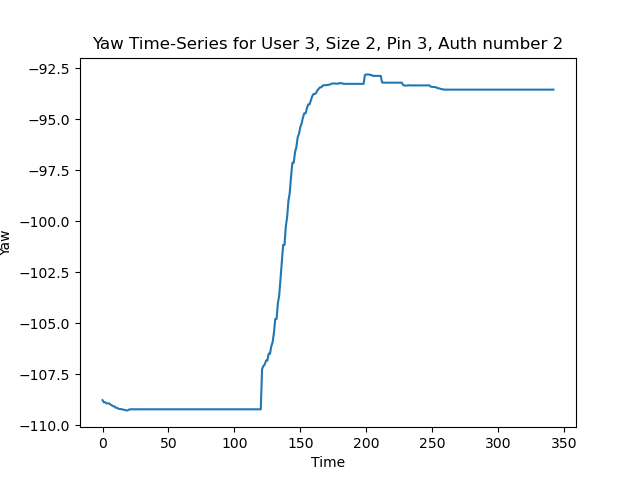 Yaw Time-Series for User 3, Size 2, Pin 3, Auth number 2
−92.5
−95.0
−97.5
−100.0
−102.5
−105.0
−107.5
−110.0
Yaw
0 50 100 150 200 250 300 350
Time